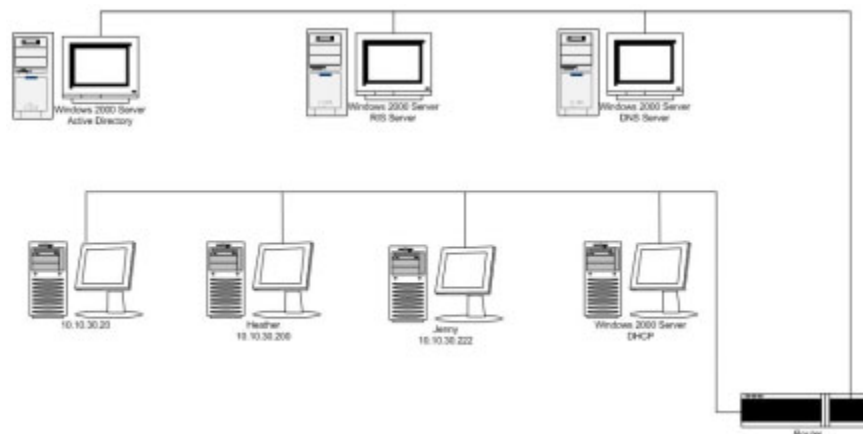 Windows 2000 Server
Active Directory
Windows 2000 Server
RIS Server
Windows 2000 Server
DNS Server
10.10.30.20
Heather
10.10.30.200
Jenny
10.10.30.222
Windows 2000 Server
DHCP
Router